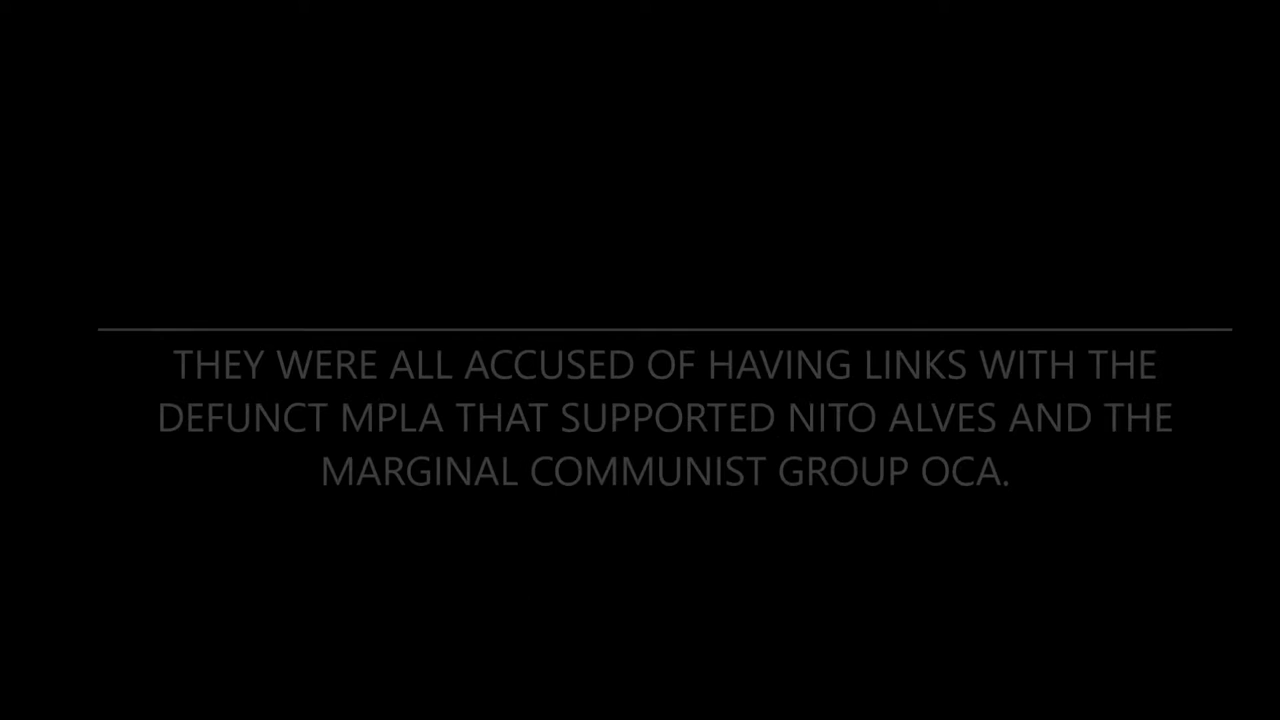 THEY WERE ALL ACCUSED OF HAVING LINKS WITH THE
DEFUNCT MPLA THAT SUPPORTED NITO ALVES AND THE
MARGINAL COMMUNIST GROUP OCA.